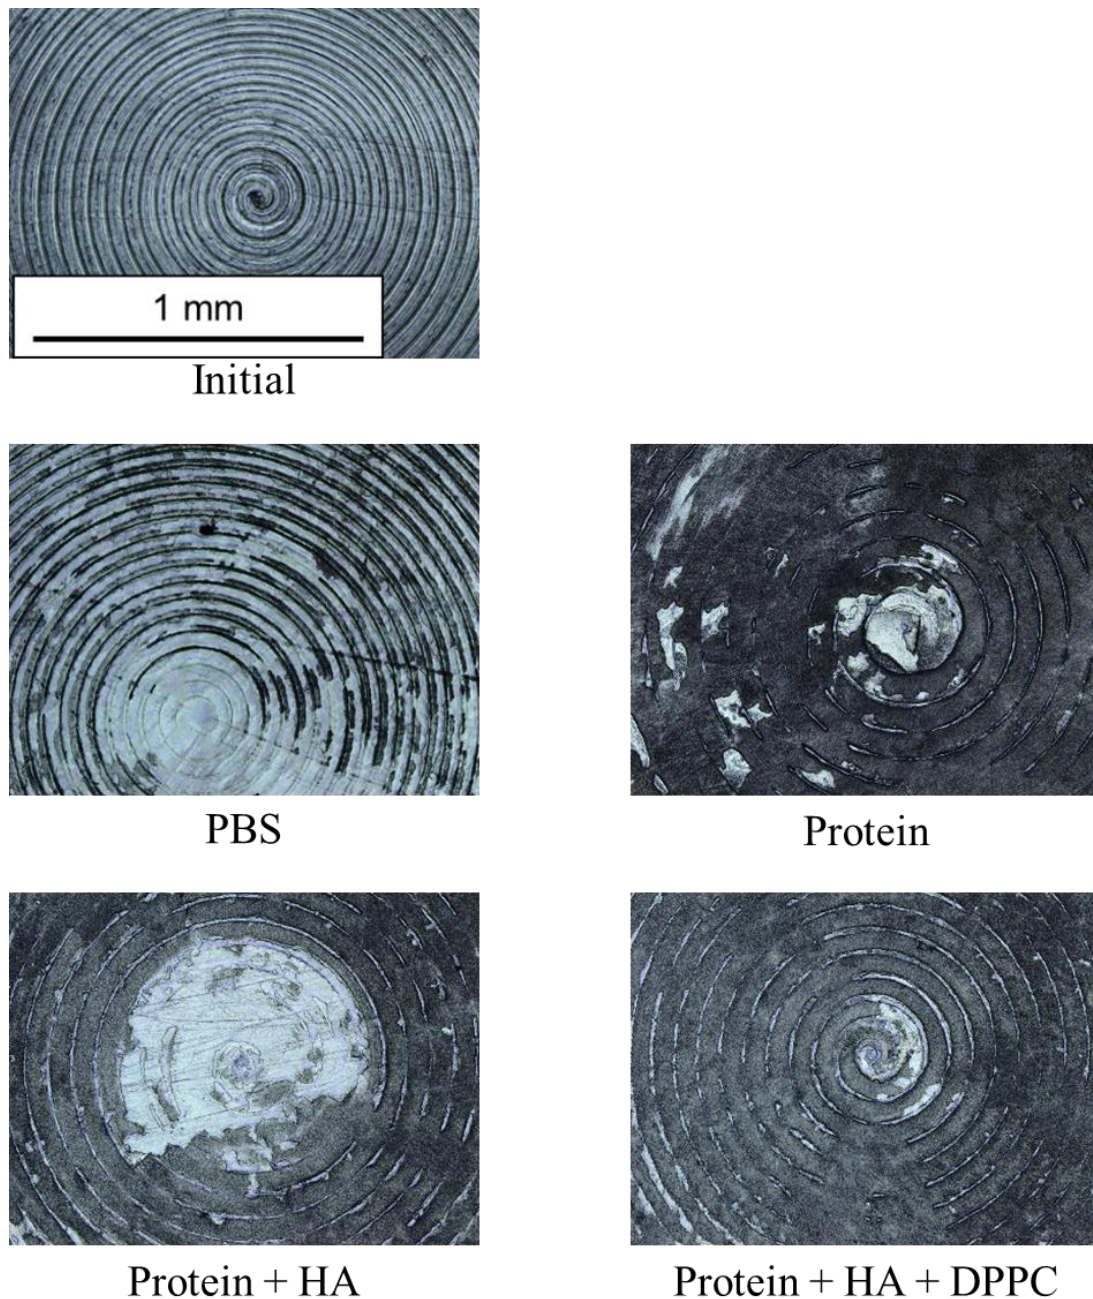 1 mm
Initial
PBS
Protein
Protein + HA
Protein + HA + DPPC